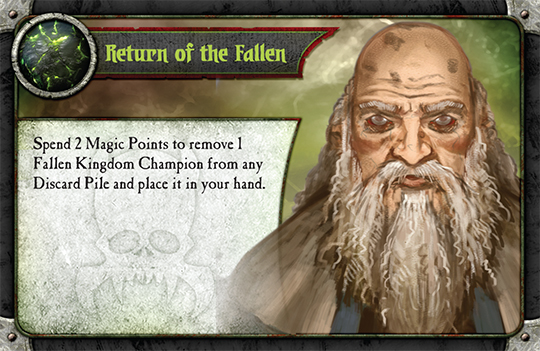 Return of the Fallen
Spend 2 Magic Points to remove 1
Fallen Kingdom Champion from any
Discard Pile and place it in your hand.